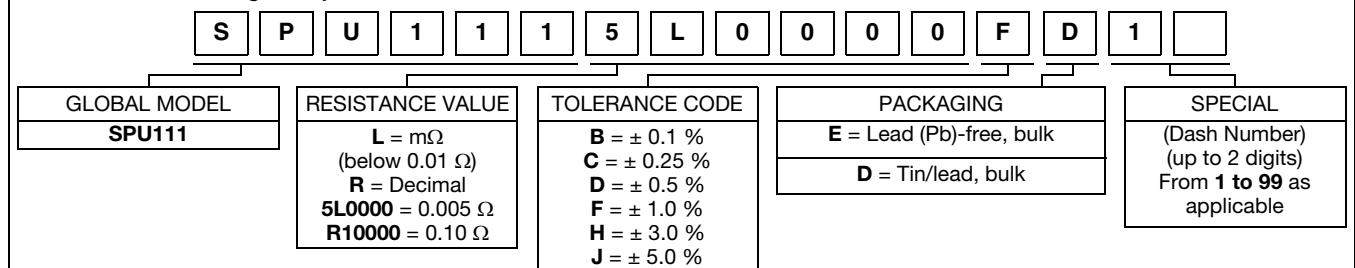 S P U 1 1 1 5 L 0 0 0 0 F D 1
GLOBAL MODEL
SPU111
RESISTANCE VALUE
L = mΩ
(below 0.01 Ω)
R = Decimal
5L0000 = 0.005 Ω
R10000 = 0.10 Ω
TOLERANCE CODE
B = ± 0.1 %
C = ± 0.25 %
D = ± 0.5 %
F = ± 1.0 %
H = ± 3.0 %
J = ± 5.0 %
PACKAGING
E = Lead (Pb)-free, bulk
D = Tin/lead, bulk
SPECIAL
(Dash Number)
(up to 2 digits)
From 1 to 99 as
applicable